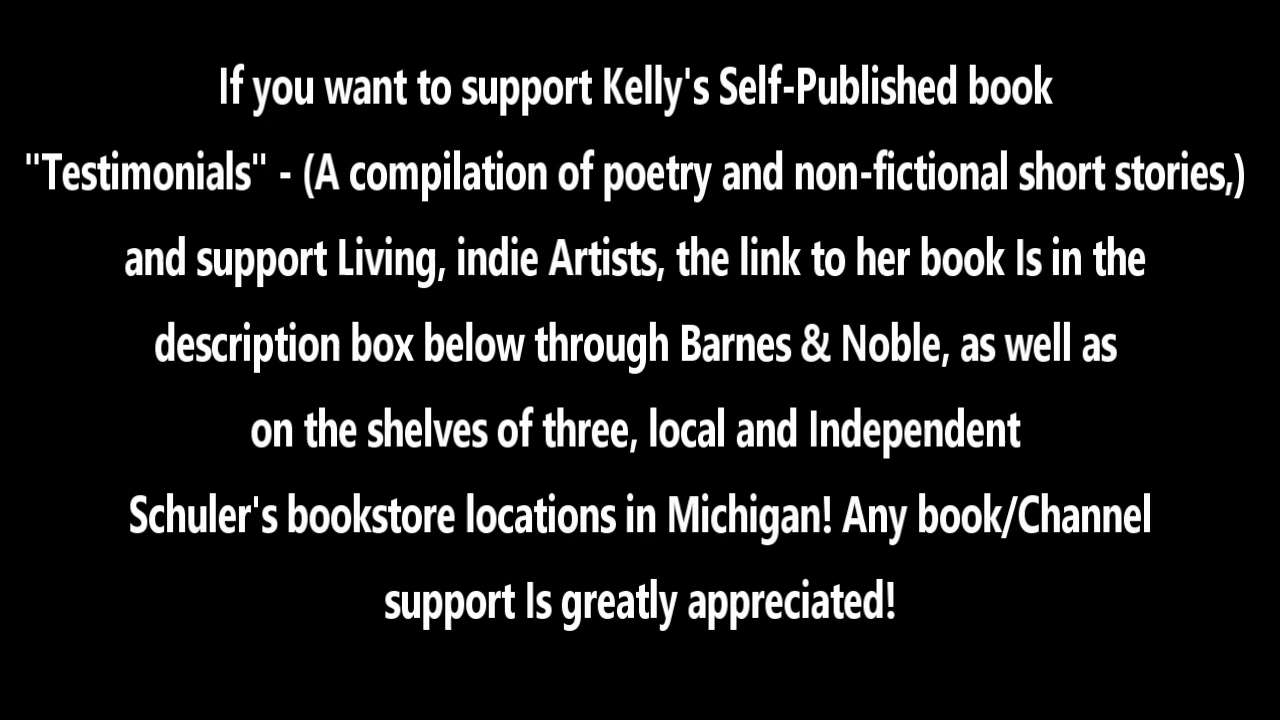 If you want to support Kelly's Self-Published book
"Testimonials" - (A compilation of poetry and non-fictional short stories,)
and support Living, indie Artists, the link to her book Is in the
description box below through Barnes & Noble, as well as
on the shelves of three, local and Independent
Schuler's bookstore locations in Michigan! Any book/Channel
support Is greatly appreciated!